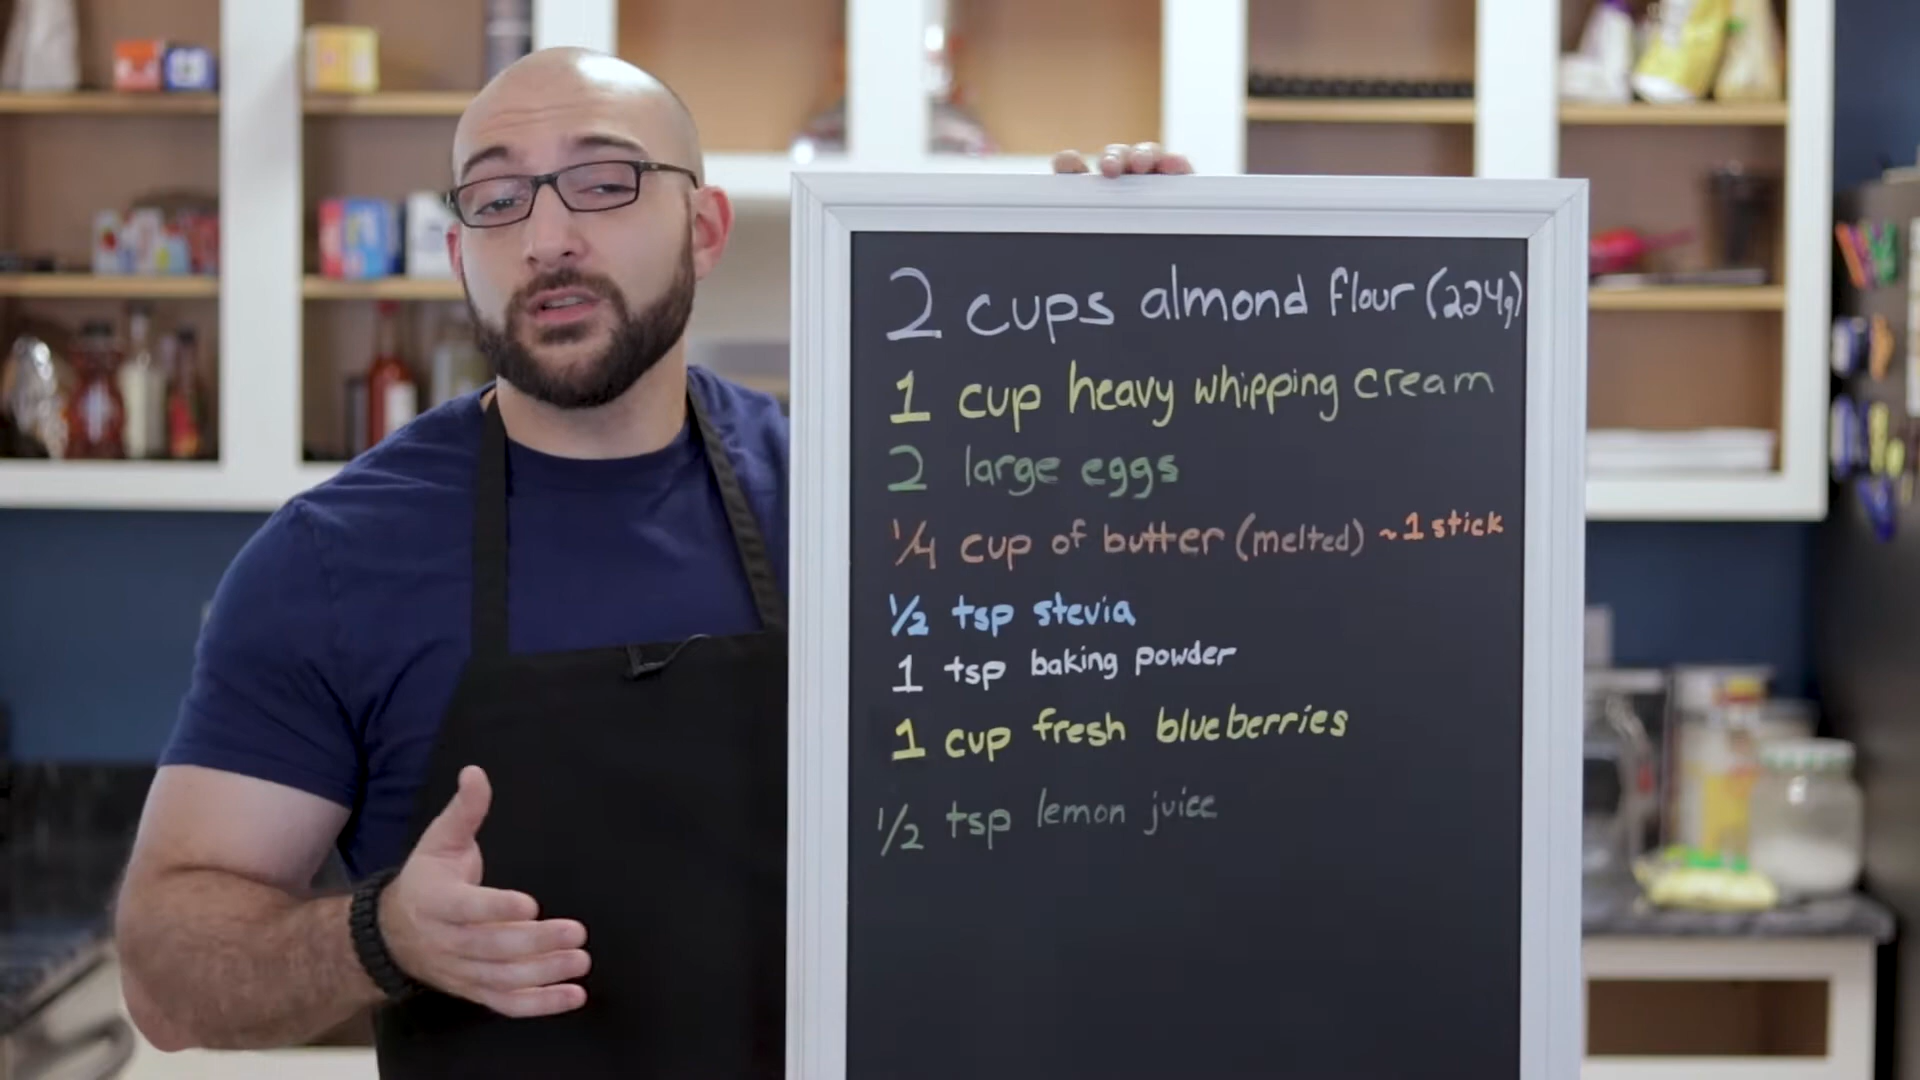 2 cups almond flour (224g)
1 cup heavy whipping cream
2 large eggs
1/4 cup of butter (melted) ~1 stick
1/2 tsp stevia
1 tsp baking powder
1 cup fresh blueberries
1/2 tsp lemon juice